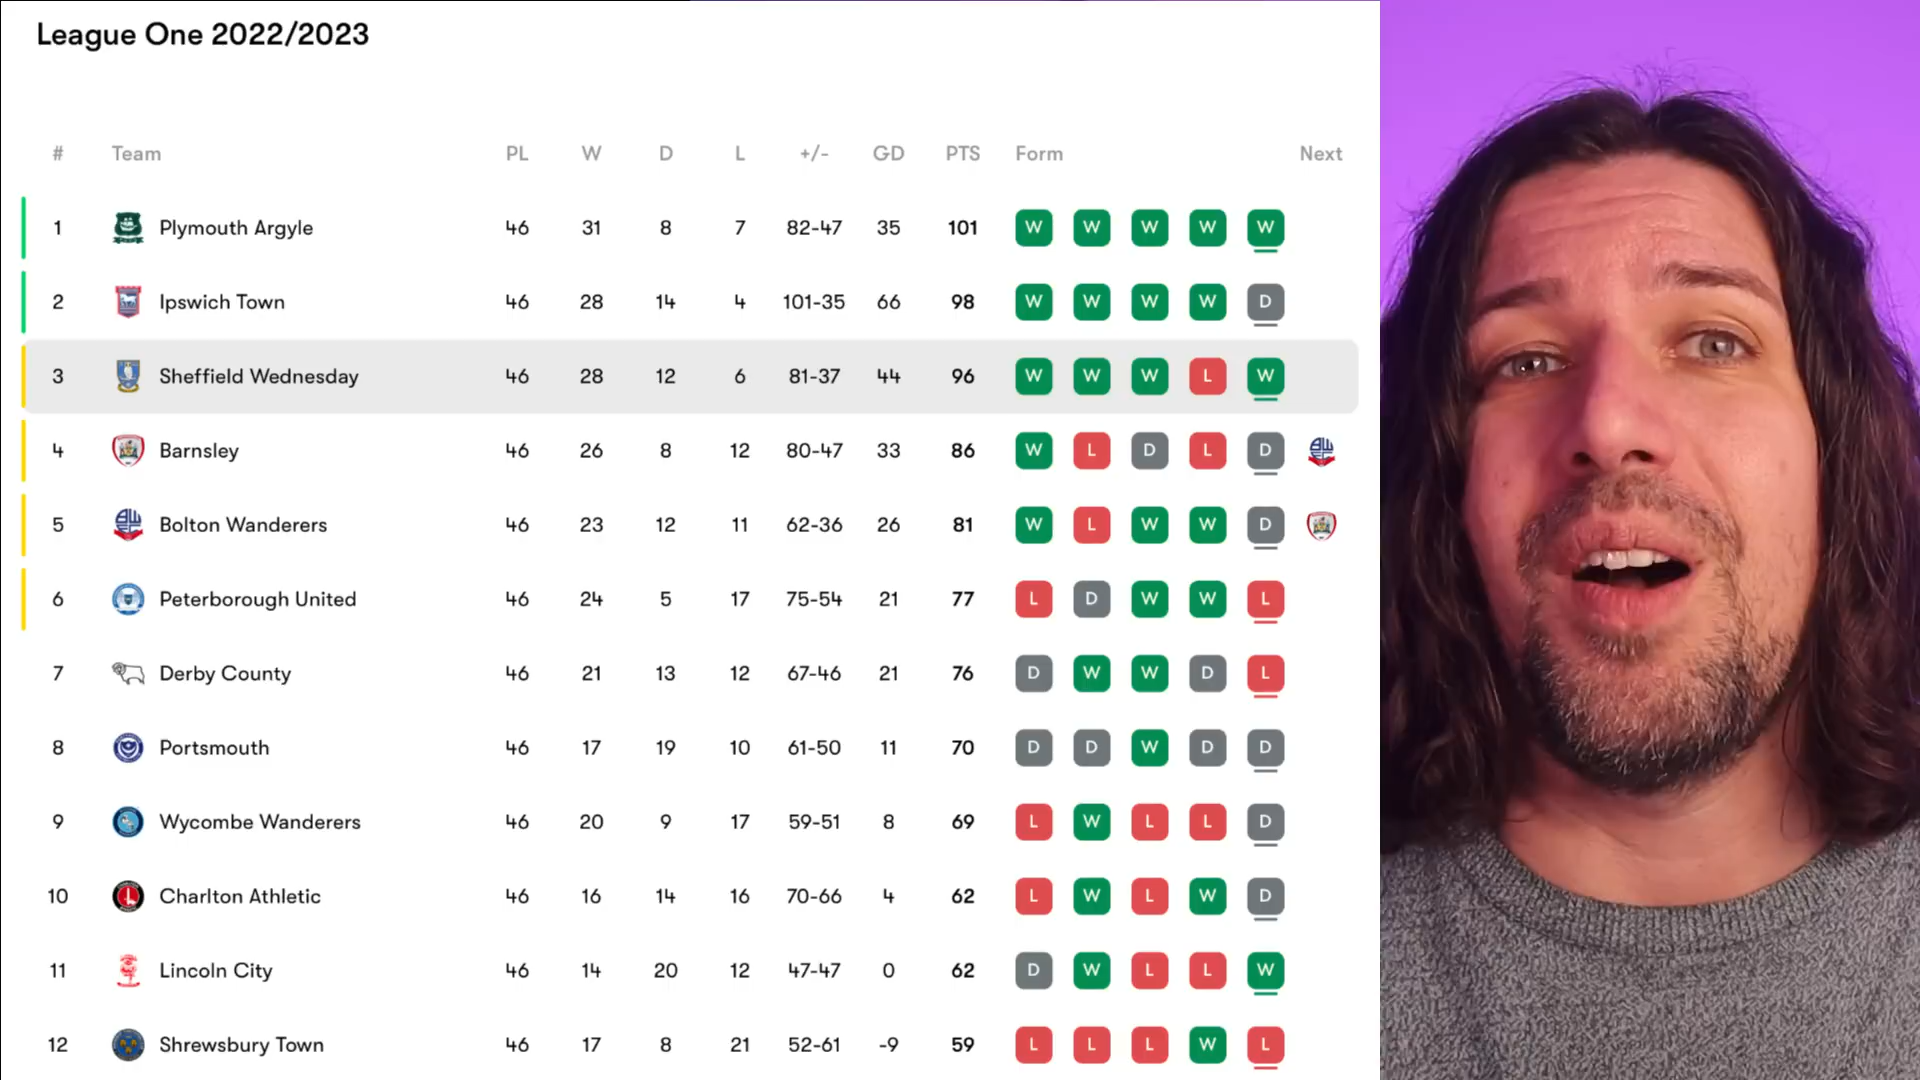 League One 2022/2023
# Team PL W D L +/- GD PTS Form Next
1 Plymouth Argyle 46 31 8 7 82-47 35 101 W W W W W
2 Ipswich Town 46 28 14 4 101-35 66 98 W W W W D
3 Sheffield Wednesday 46 28 12 6 81-37 44 96 W W W L W
4 Barnsley 46 26 8 12 80-47 33 86 W L D L D
5 Bolton Wanderers 46 23 12 11 62-36 26 81 W L W W D
6 Peterborough United 46 24 5 17 75-54 21 77 L D W W L
7 Derby County 46 21 13 12 67-46 21 76 D W W D L
8 Portsmouth 46 17 19 10 61-50 11 70 D D W D D
9 Wycombe Wanderers 46 20 9 17 59-51 8 69 L W L L D
10 Charlton Athletic 46 16 14 16 70-66 4 62 L W L W D
11 Lincoln City 46 14 20 12 47-47 0 62 D W L L W
12 Shrewsbury Town 46 17 8 21 52-61 -9 59 L L L W L